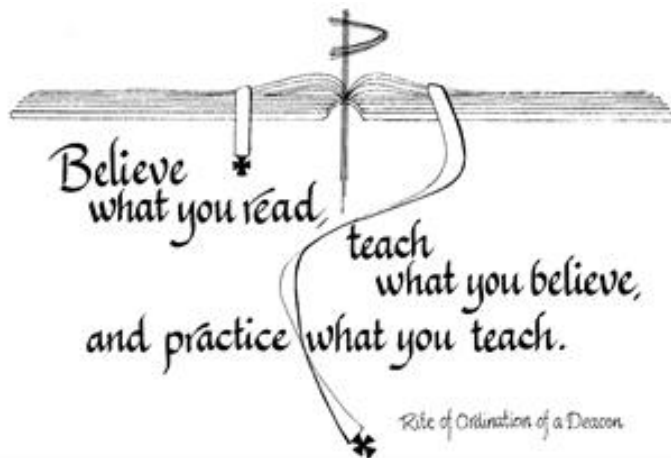 Believe
what you read,
teach
what you believe,
and practice what you teach.
Rite of Ordination of a Deacon